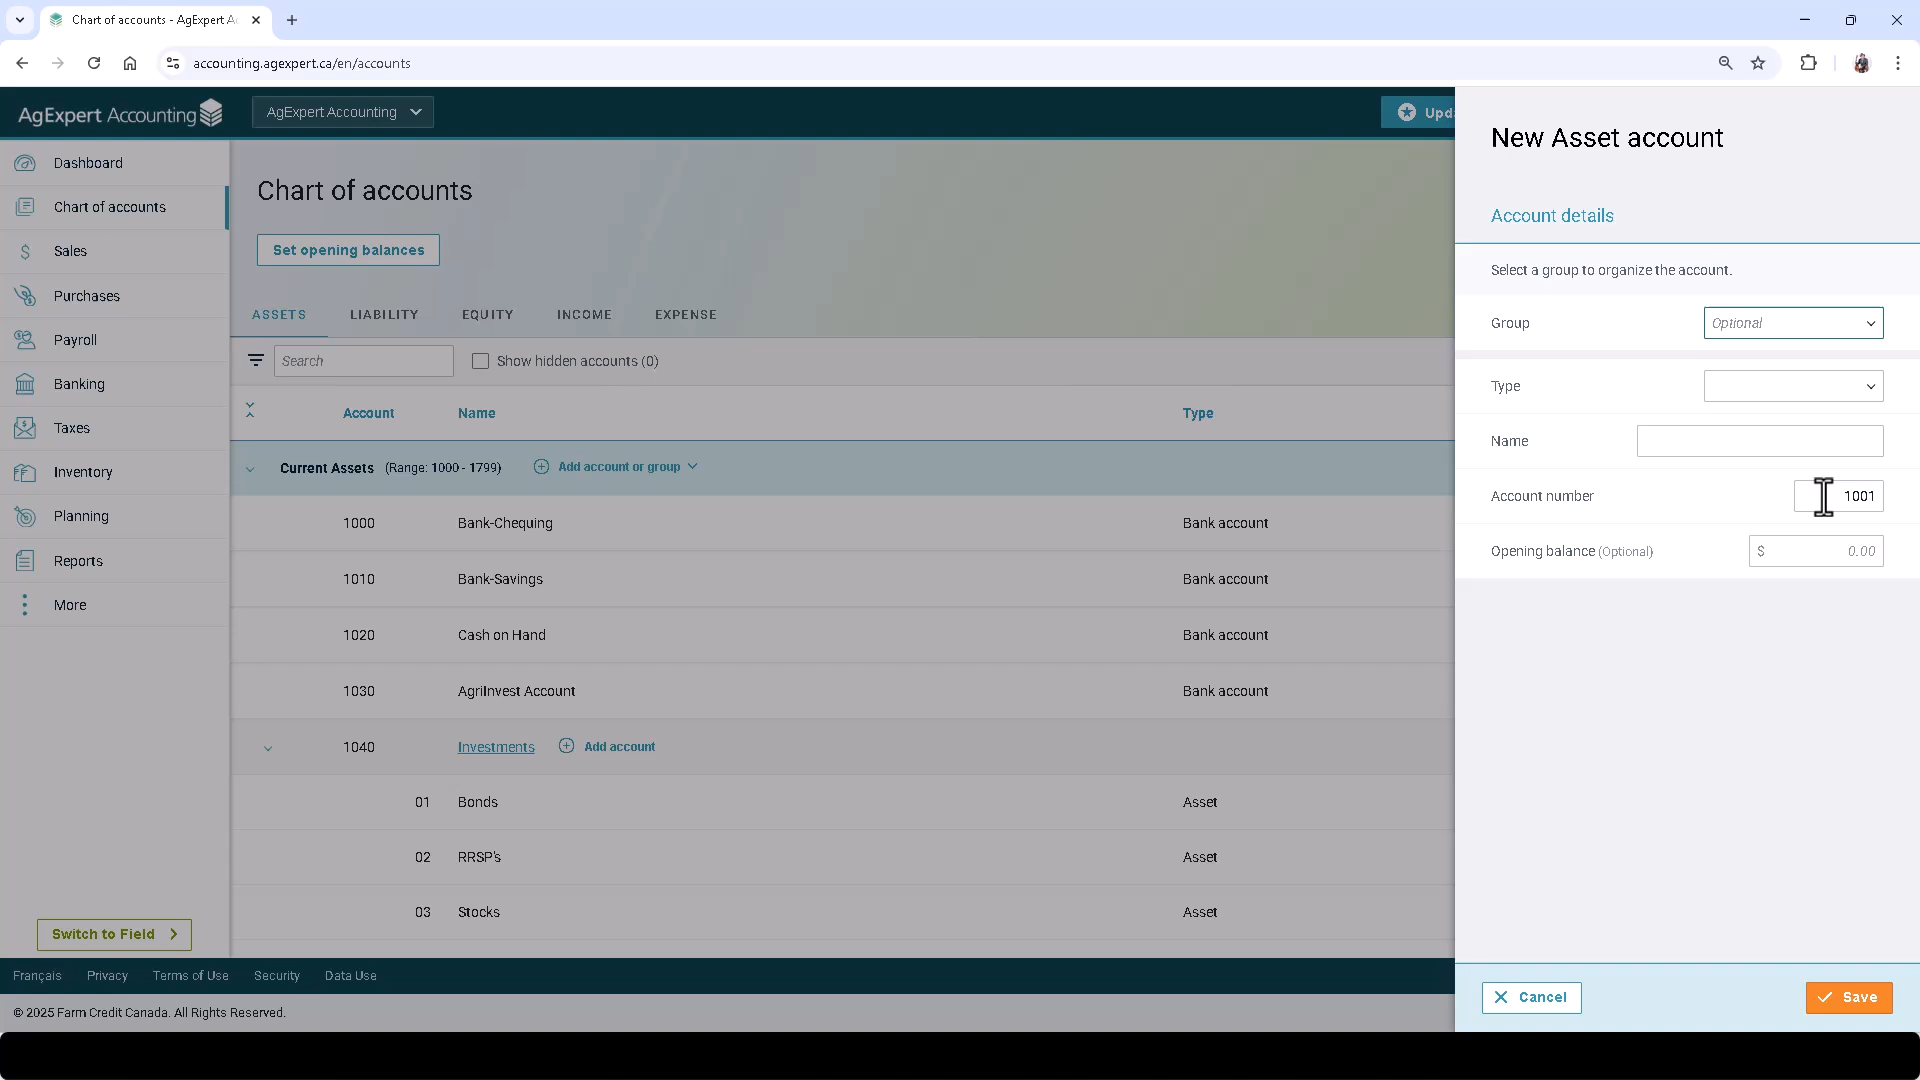 Chart of accounts - AgExpert Ac
accounting.agexpert.ca/en/accounts
AgExpert Accounting
AgExpert Accounting
Upd
Dashboard
Chart of accounts
Sales
Purchases
Payroll
Banking
Taxes
Inventory
Planning
Reports
More
Switch to Field
Chart of accounts
Set opening balances
ASSETS LIABILITY EQUITY INCOME EXPENSE
Search
Show hidden accounts (0)
Account Name Type
Current Assets (Range: 1000 - 1799) Add account or group
1000 Bank-Chequing Bank account
1010 Bank-Savings Bank account
1020 Cash on Hand Bank account
1030 AgriInvest Account Bank account
1040 Investments Add account
01 Bonds Asset
02 RRSP's Asset
03 Stocks Asset
New Asset account
Account details
Select a group to organize the account.
Group Optional
Type
Name
Account number 1001
Opening balance (Optional) $ 0.00
Cancel Save
Français Privacy Terms of Use Security Data Use
© 2025 Farm Credit Canada. All Rights Reserved.